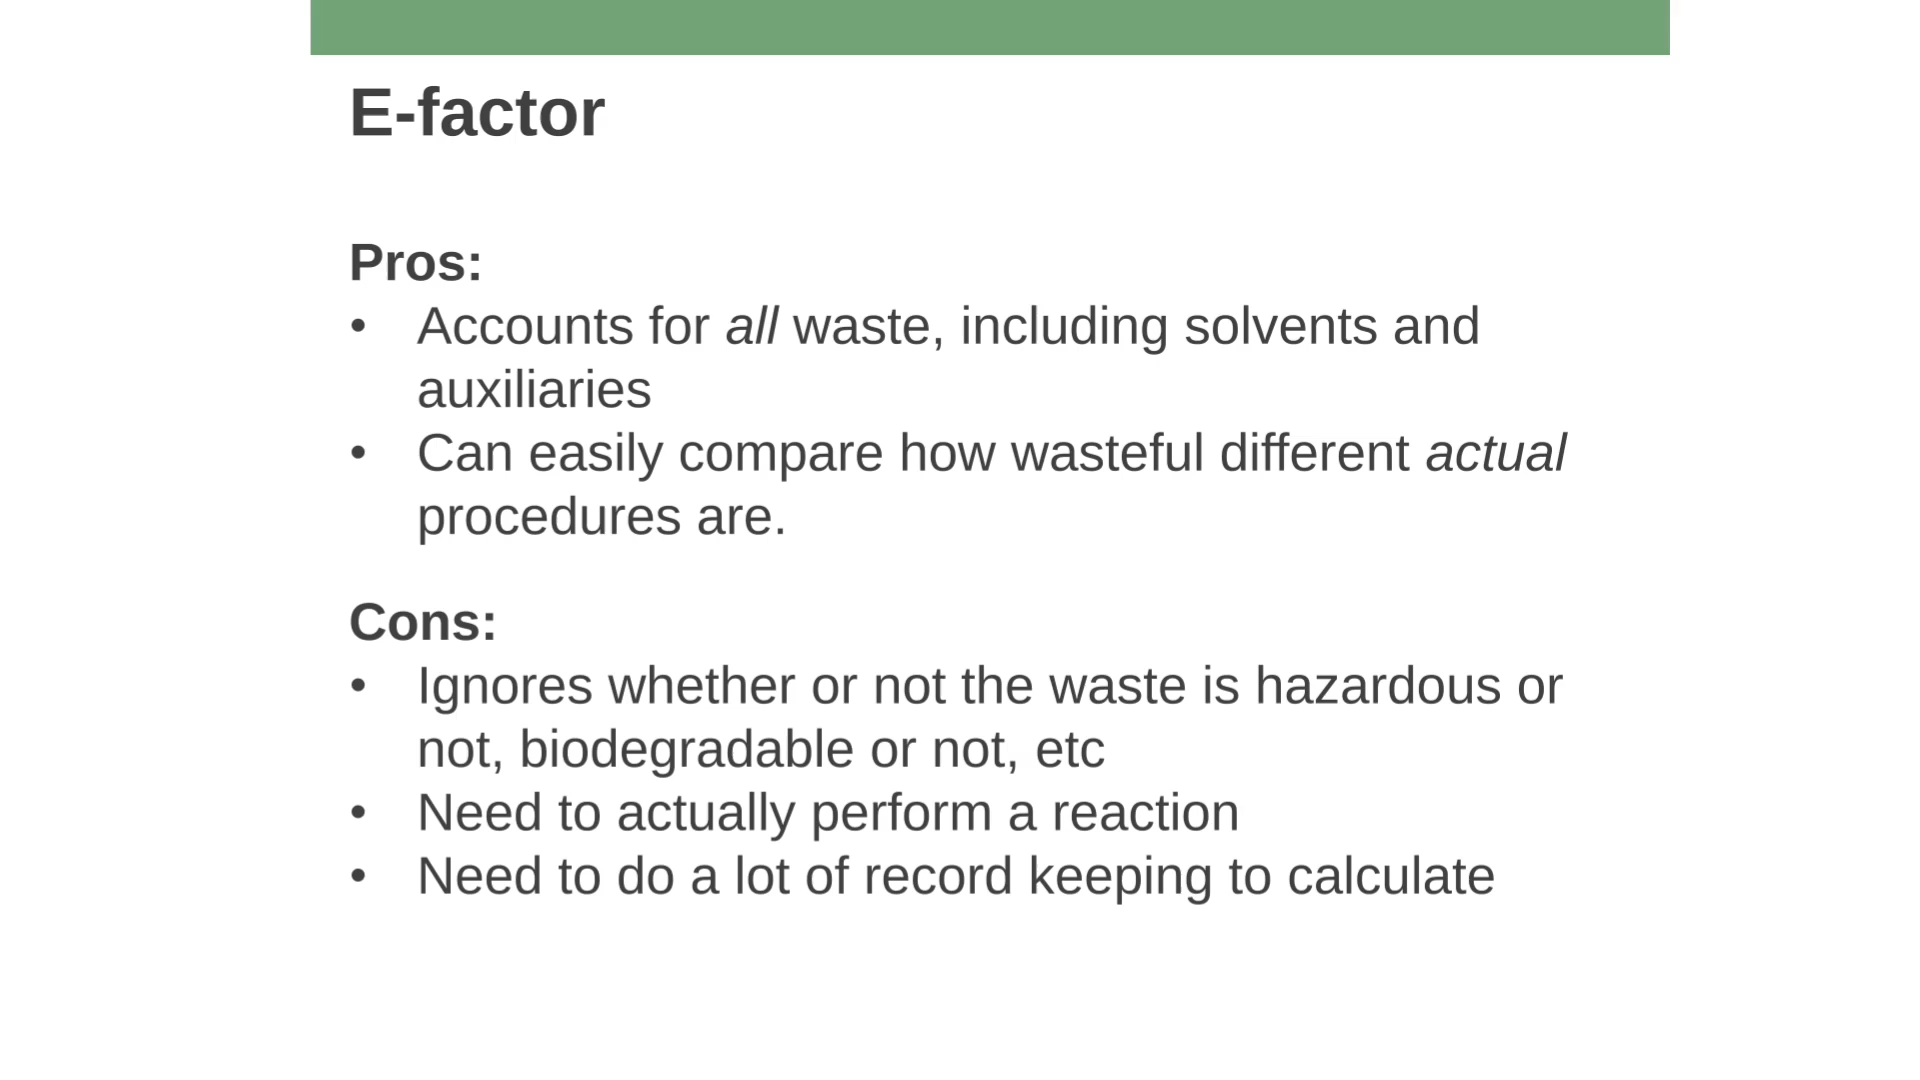 E-factor
Pros:
• Accounts for all waste, including solvents and
auxiliaries
• Can easily compare how wasteful different actual
procedures are.
Cons:
• Ignores whether or not the waste is hazardous or
not, biodegradable or not, etc
• Need to actually perform a reaction
• Need to do a lot of record keeping to calculate